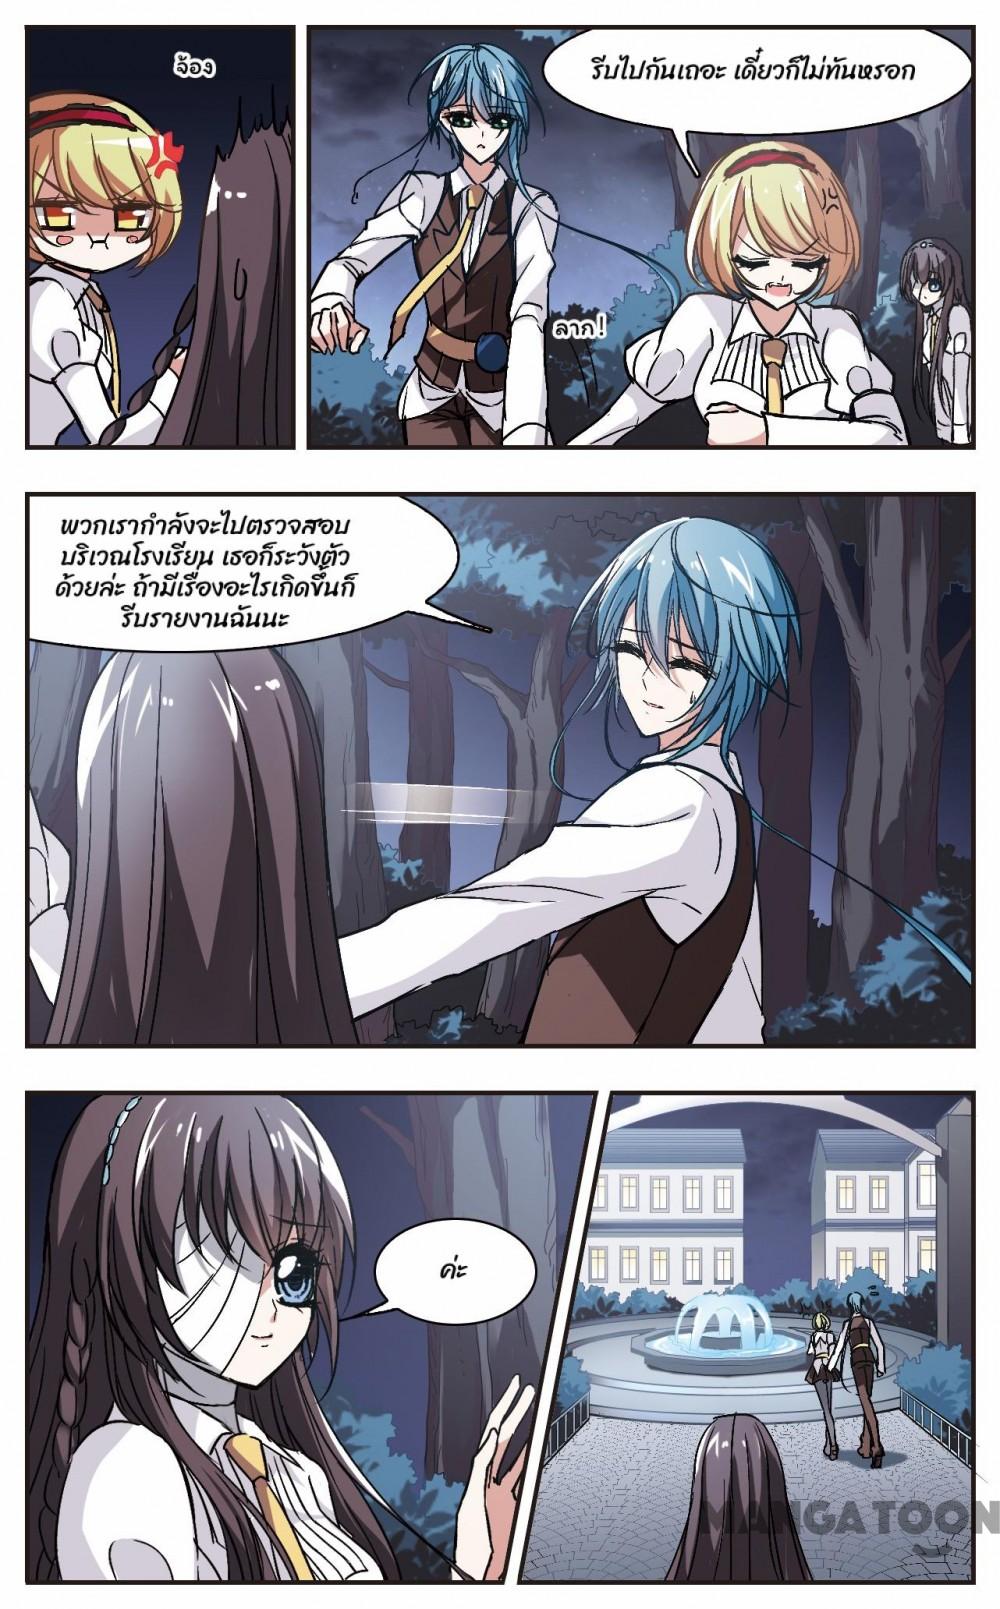 จ้อง
รีบไปกันเถอะ เดี๋ยวก็ไม่ทันหรอก
ลาก!
พวกเรากำลังจะไปตรวจสอบ
บริเวณโรงเรียน เธอก็ระวังตัว
ด้วยล่ะ ถ้ามีเรื่องอะไรเกิดขึ้นก็
รีบรายงานฉันนะ
ค่ะ
MANGATOON